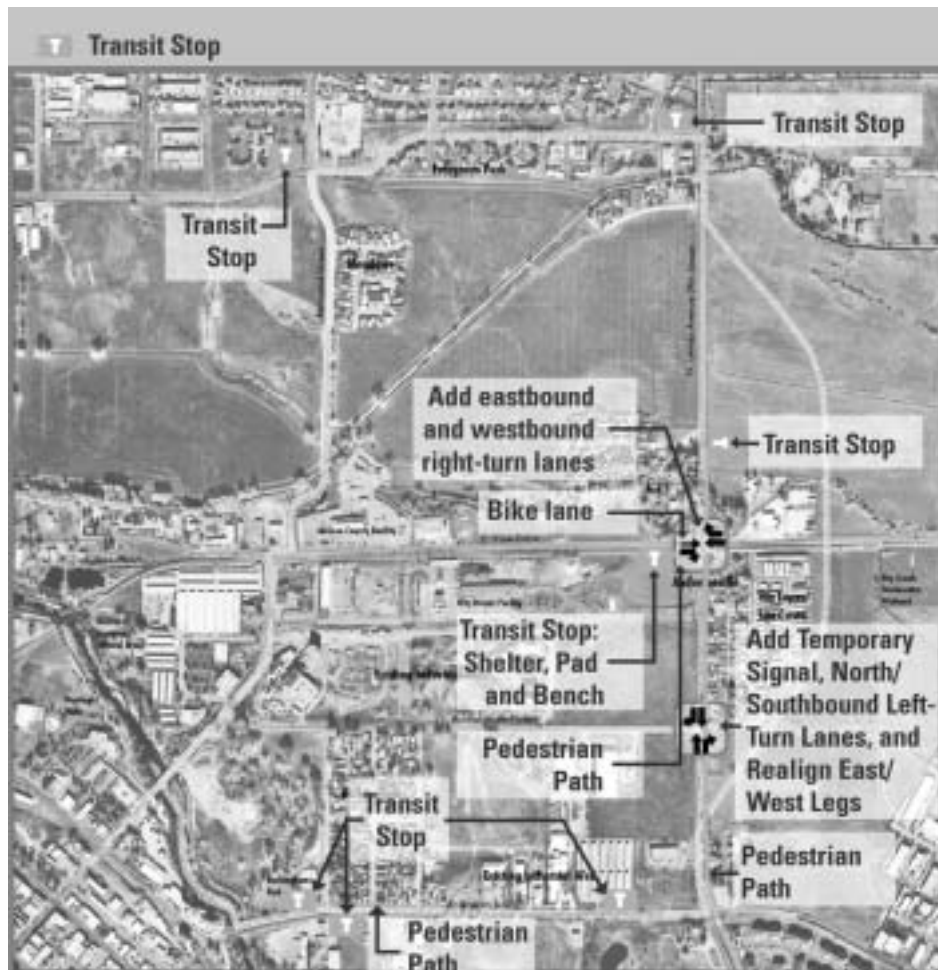 Transit Stop
Transit Stop
Transit
Stop
Add eastbound
and westbound
right-turn lanes
Transit Stop
Bike lane
Transit Stop:
Shelter, Pad
and Bench
Add Temporary
Signal, North/
Southbound Left-
Turn Lanes, and
Realign East/
West Legs
Pedestrian
Path
Transit
Stop
Pedestrian
Path
Pedestrian
Path